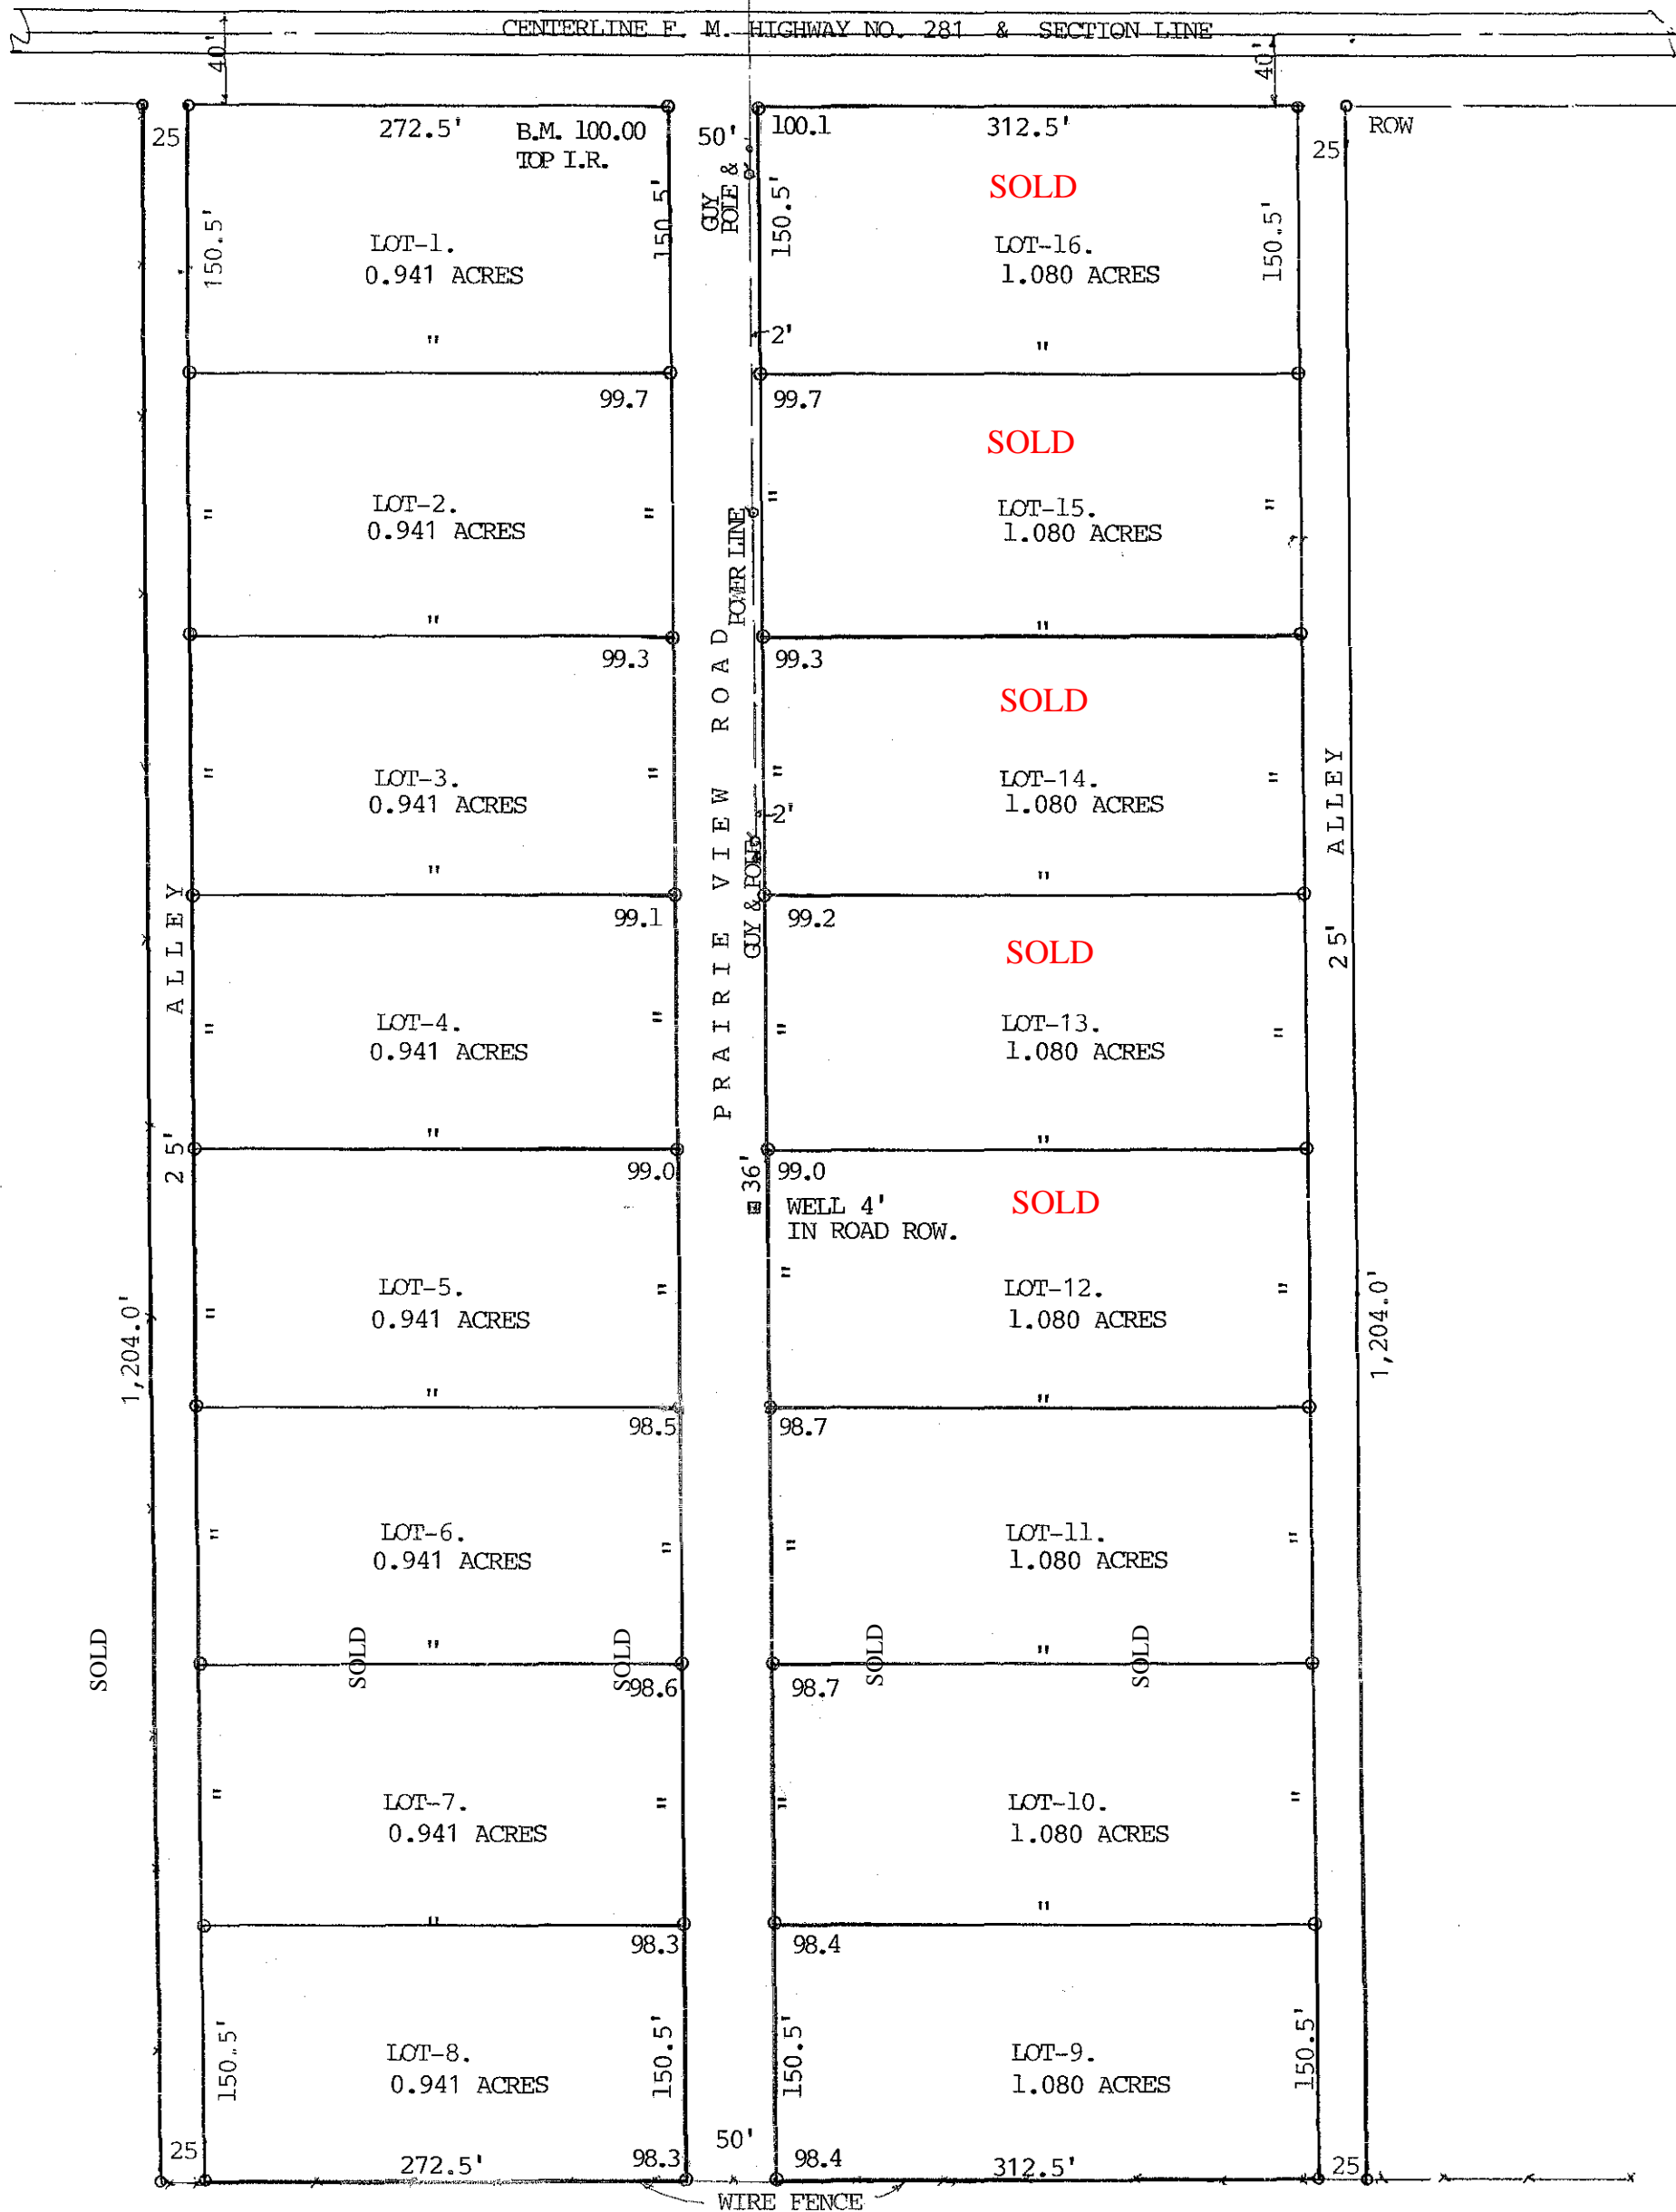 CENTERLINE F. M. HIGHWAY NO. 281 & SECTION LINE
40'
40'
25
272.5'
B.M. 100.00
TOP I.R.
50'
100.1
312.5'
25
ROW
150.5'
150.5'
GUY
POLE &
150.5'
SOLD
150.5'
LOT-1.
0.941 ACRES
LOT-16.
1.080 ACRES
"
2'
"
99.7
99.7
SOLD
LOT-2.
0.941 ACRES
"
"
"
LOT-15.
1.080 ACRES
"
POWER LINE
"
"
99.3
99.3
PRAIRIE VIEW ROAD
SOLD
LOT-3.
0.941 ACRES
"
"
"
LOT-14.
1.080 ACRES
"
2'
GUY & POLE
ALLEY
25'
"
"
99.1
99.2
SOLD
ALLEY
25'
LOT-4.
0.941 ACRES
"
"
"
LOT-13.
1.080 ACRES
"
"
"
99.0
36'
99.0
WELL 4'
IN ROAD ROW.
SOLD
LOT-5.
0.941 ACRES
"
"
"
LOT-12.
1.080 ACRES
"
1,204.0'
1,204.0'
"
"
98.5
98.7
LOT-6.
0.941 ACRES
"
"
"
LOT-11.
1.080 ACRES
"
SOLD
SOLD
"
SOLD
SOLD
"
SOLD
98.6
98.7
LOT-7.
0.941 ACRES
"
"
"
LOT-10.
1.080 ACRES
"
"
"
98.3
98.4
150.5'
LOT-8.
0.941 ACRES
150.5'
150.5'
LOT-9.
1.080 ACRES
150.5'
25
272.5'
98.3
50'
98.4
312.5'
25
WIRE FENCE